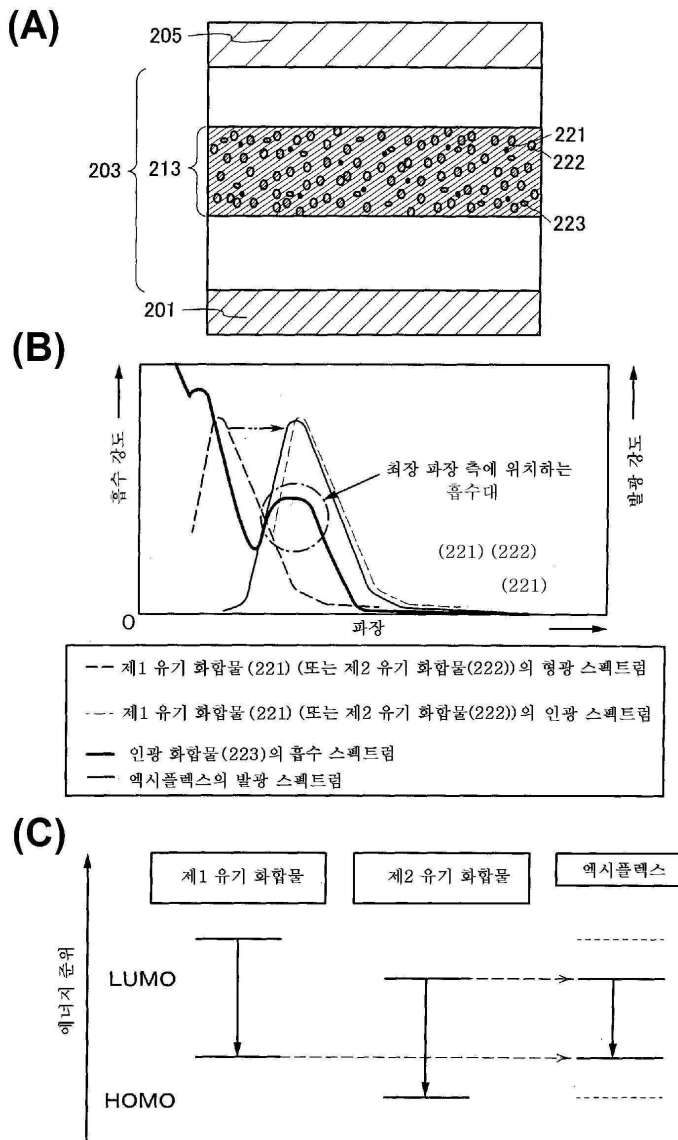 (A)
205
203
213
221
222
223
201
(B)
흡수 강도
발광 강도
최장 파장 측에 위치하는
흡수대
(221) (222)
(221)
O
파장
제1 유기 화합물(221) (또는 제2 유기 화합물(222))의 형광 스펙트럼
제1 유기 화합물(221) (또는 제2 유기 화합물(222))의 인광 스펙트럼
인광 화합물(223)의 흡수 스펙트럼
엑시플렉스의 발광 스펙트럼
(C)
제1 유기 화합물
제2 유기 화합물
엑시플렉스
에너지 준위
LUMO
HOMO